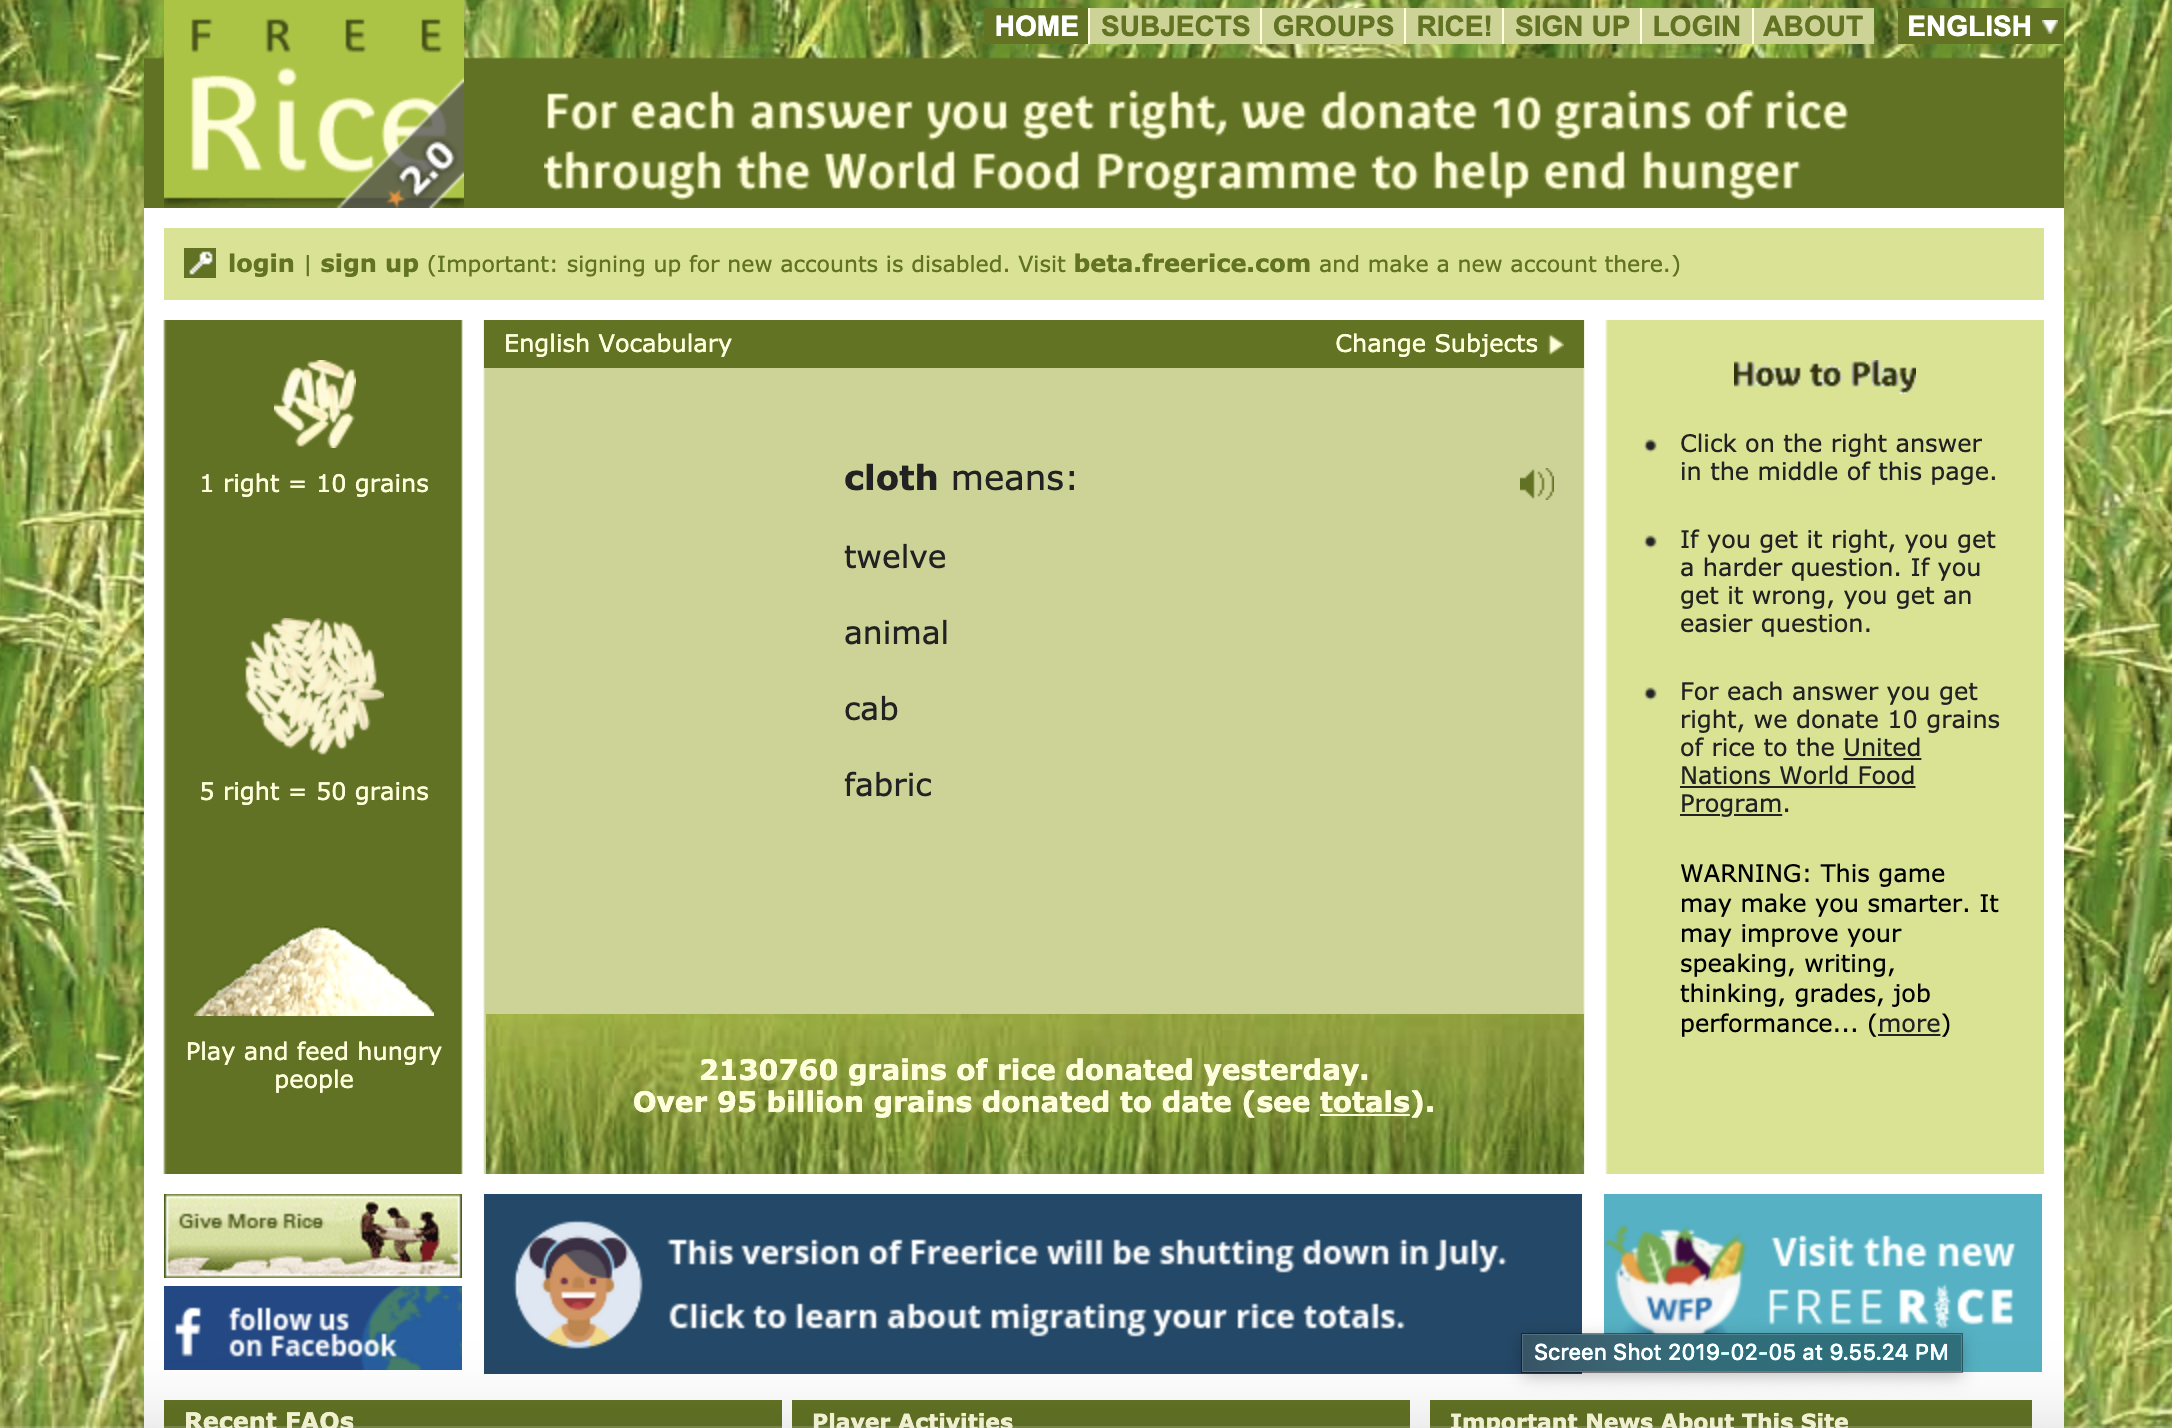 FREE
Rice
2.0
HOME SUBJECTS GROUPS RICE! SIGN UP LOGIN ABOUT ENGLISH ▼
For each answer you get right, we donate 10 grains of rice
through the World Food Programme to help end hunger
login | sign up (Important: signing up for new accounts is disabled. Visit beta.freerice.com and make a new account there.)
1 right = 10 grains
5 right = 50 grains
Play and feed hungry
people
English Vocabulary
Change Subjects ▶
cloth means:
twelve
animal
cab
fabric
2130760 grains of rice donated yesterday.
Over 95 billion grains donated to date (see totals).
How to Play
• Click on the right answer
in the middle of this page.
• If you get it right, you get
a harder question. If you
get it wrong, you get an
easier question.
• For each answer you get
right, we donate 10 grains
of rice to the United
Nations World Food
Program.
WARNING: This game
may make you smarter. It
may improve your
speaking, writing,
thinking, grades, job
performance... (more)
Give More Rice
f follow us
on Facebook
This version of Freerice will be shutting down in July.
Click to learn about migrating your rice totals.
WFP
Visit the new
FREERICE
Screen Shot 2019-02-05 at 9.55.24 PM
Recent FAQs
Player Activities
Important News About This Site